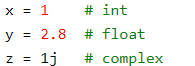 x = 1    # int
y = 2.8  # float
z = 1j   # complex